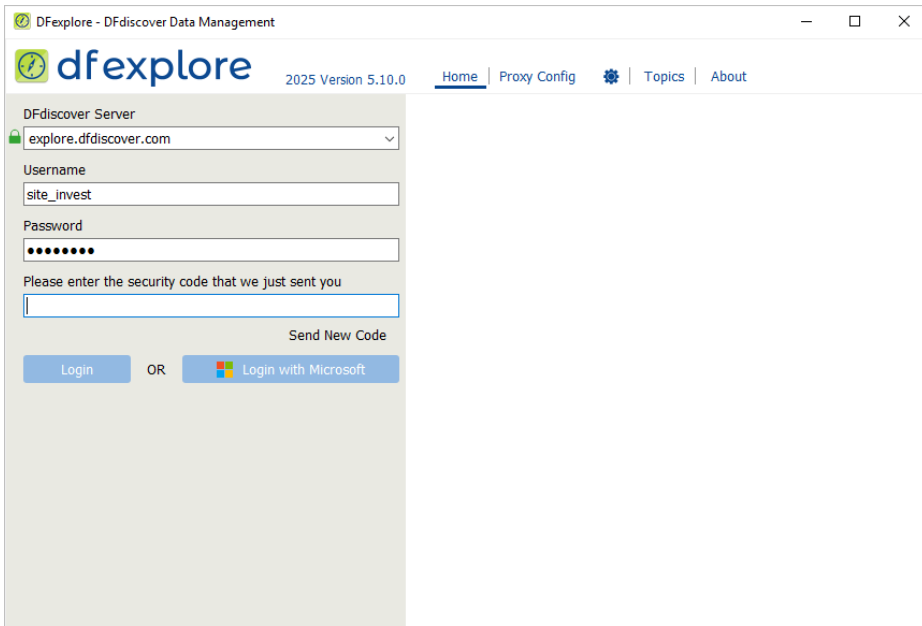 DFexplore - DFdiscover Data Management
dfexplore
2025 Version 5.10.0
Home
Proxy Config
Topics
About
DFdiscover Server
explore.dfdiscover.com
Username
site_invest
Password
●●●●●●●●
Please enter the security code that we just sent you
Send New Code
Login
OR
Login with Microsoft